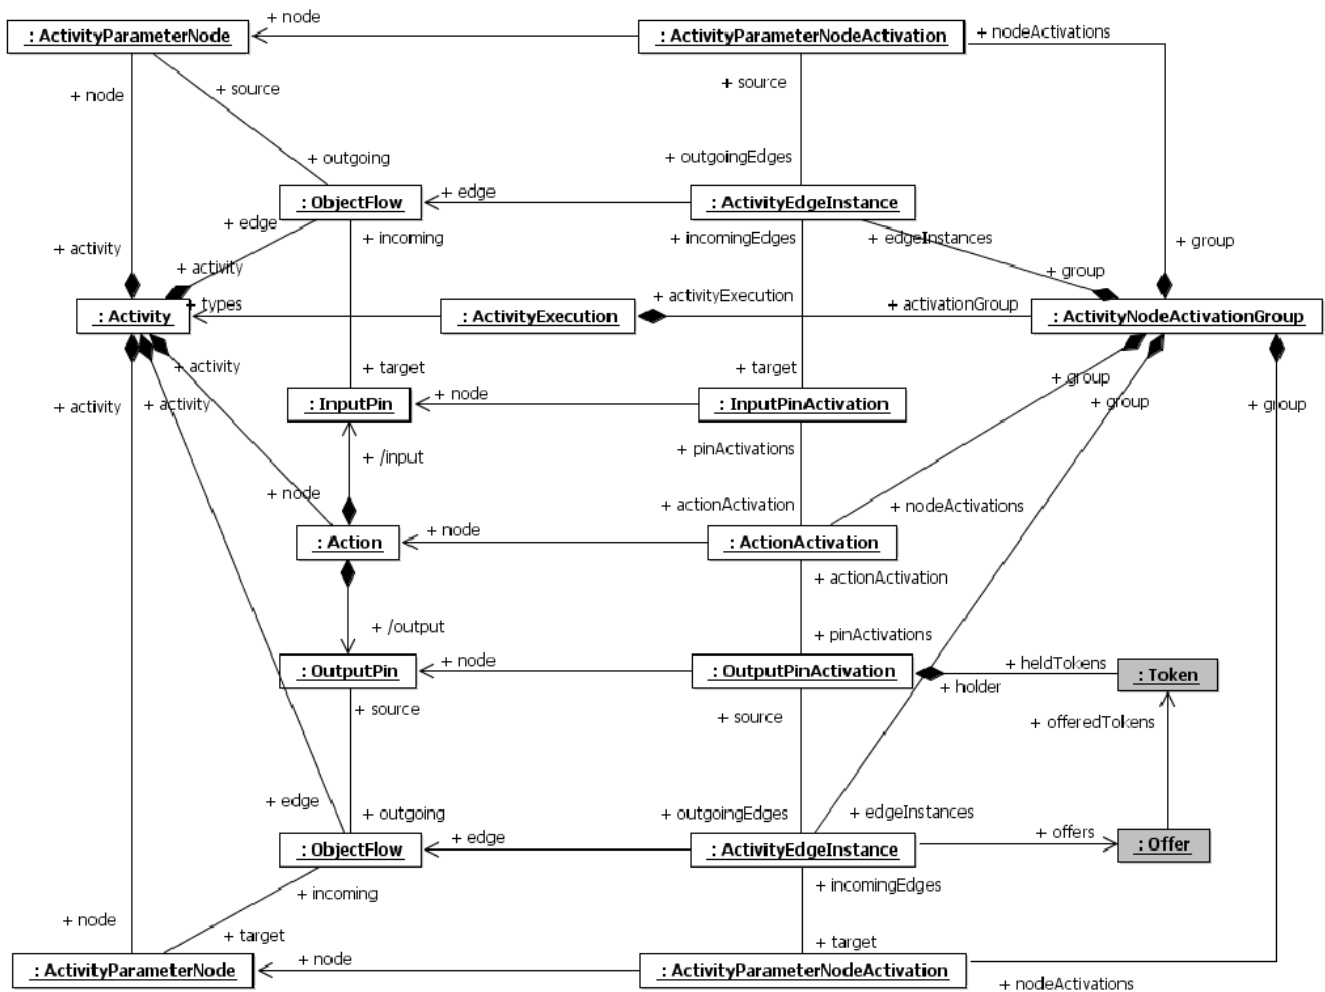 + node
: ActivityParameterNode
: ActivityParameterNodeActivation
+ nodeActivations
+ node
+ source
+ source
+ outgoing
+ outgoingEdges
: ObjectFlow
+ edge
: ActivityEdgeInstance
+ edge
+ incoming
+ incomingEdges
+ edgeInstances
+ group
+ activity
+ activity
+ group
+ types
+ activityExecution
+ activationGroup
: Activity
: ActivityExecution
: ActivityNodeActivationGroup
+ activity
+ target
+ target
+ group
+ activity
+ activity
: InputPin
+ node
: InputPinActivation
+ group
+ group
+ /input
+ pinActivations
+ node
+ actionActivation
+ nodeActivations
: Action
+ node
: ActionActivation
+ actionActivation
+ /output
+ pinActivations
: OutputPin
+ node
: OutputPinActivation
+ heldTokens
: Token
+ holder
+ source
+ source
+ offeredTokens
+ edge
+ outgoing
+ outgoingEdges
+ edgeInstances
: ObjectFlow
+ edge
: ActivityEdgeInstance
+ offers
: Offer
+ incoming
+ incomingEdges
+ node
+ target
+ target
: ActivityParameterNode
+ node
: ActivityParameterNodeActivation
+ nodeActivations